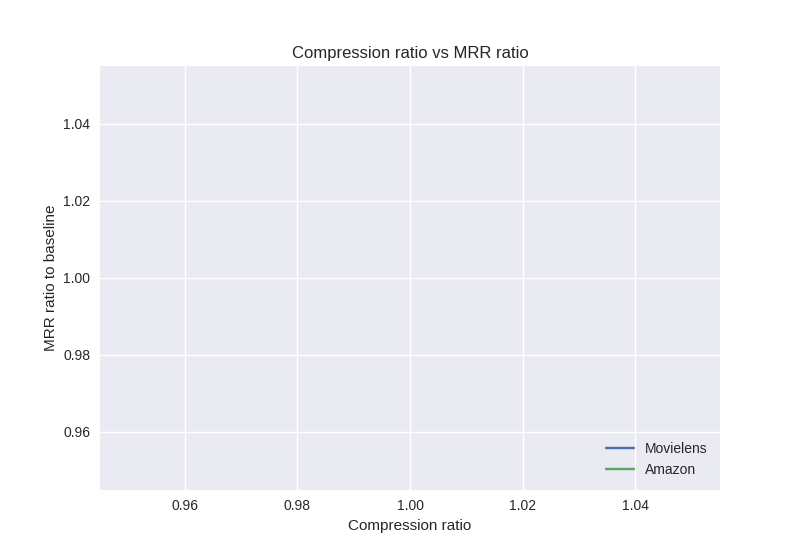 Compression ratio vs MRR ratio
MRR ratio to baseline
1.04
1.02
1.00
0.98
0.96
Movielens
Amazon
0.96 0.98 1.00 1.02 1.04
Compression ratio